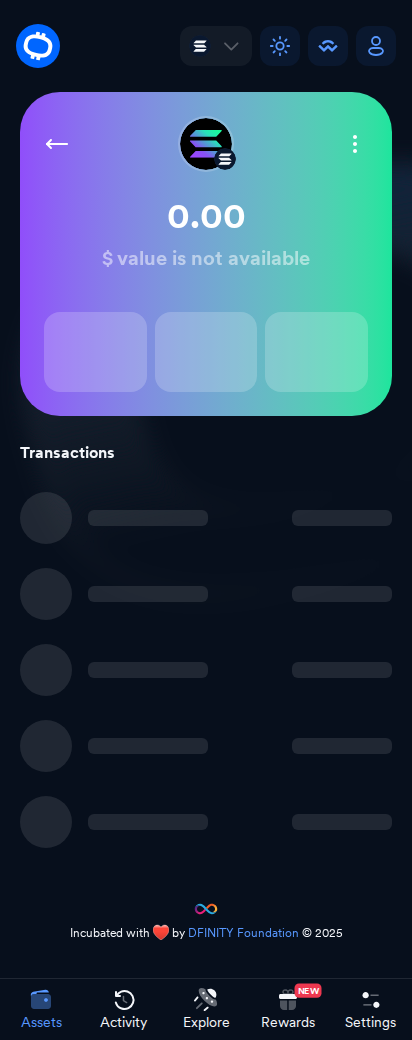 0.00
$ value is not available
Transactions
Incubated with ❤️ by DFINITY Foundation © 2025
NEW
Assets Activity Explore Rewards Settings